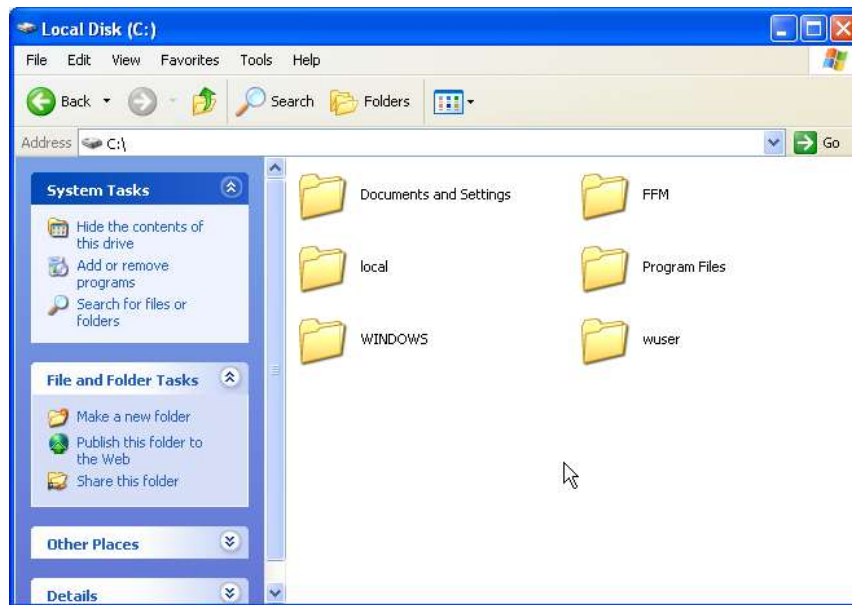 Local Disk (C:)
File Edit View Favorites Tools Help
Back Search Folders
Address C:\ Go
System Tasks
Hide the contents of
this drive
Add or remove
programs
Search for files or
folders
File and Folder Tasks
Make a new folder
Publish this folder to
the Web
Share this folder
Other Places
Details
Documents and Settings FFM
local Program Files
WINDOWS wuser